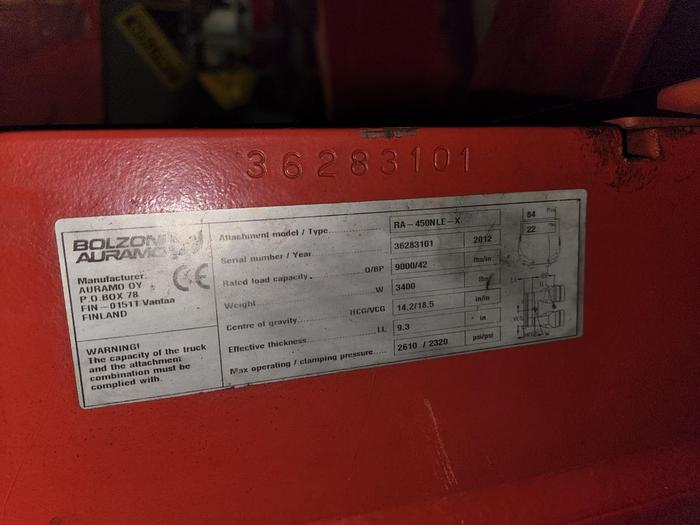 36283101
BOLZONI
AURAMO
CE
Manufacturer:
AURAMO OY
P.O.BOX 78
FIN-01511 Vantaa
FINLAND
WARNING!
The capacity of the truck
and the attachment
combination must be
complied with.
Attachment model / Type RA-450NLE-X
Serial number / Year 36283101 2012
Rated load capacity Q/BP 9000/42 lbs/in
Weight W 3400 lbs
Centre of gravity HCG/VCG 14.2/18.5 in/in
Effective thickness LL 9.3 in
Max operating / clamping pressure 2610 / 2320 psi/psi
64
22